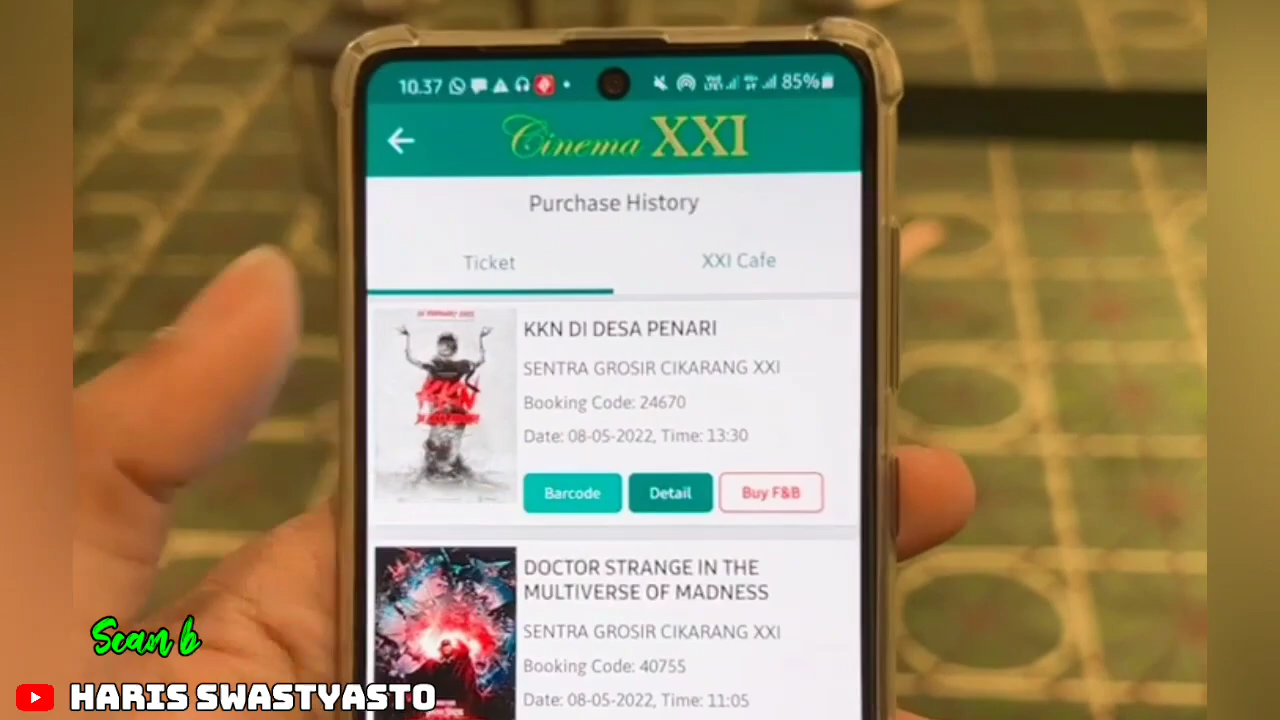 10.37
85%
Cinema XXI
Purchase History
Ticket
XXI Cafe
KKN DI DESA PENARI
SENTRA GROSIR CIKARANG XXI
Booking Code: 24670
Date: 08-05-2022, Time: 13:30
Barcode
Detail
Buy F&B
DOCTOR STRANGE IN THE
MULTIVERSE OF MADNESS
SENTRA GROSIR CIKARANG XXI
Booking Code: 40755
Date: 08-05-2022, Time: 11:05
Scan b
HARIS SWASTYASTO